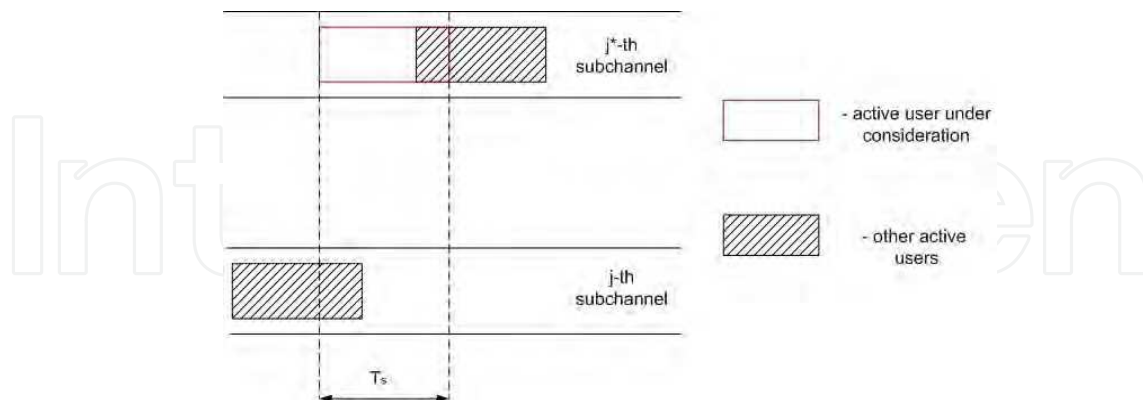 j*-th
subchannel
- active user under
consideration
- other active
users
j-th
subchannel
Ts